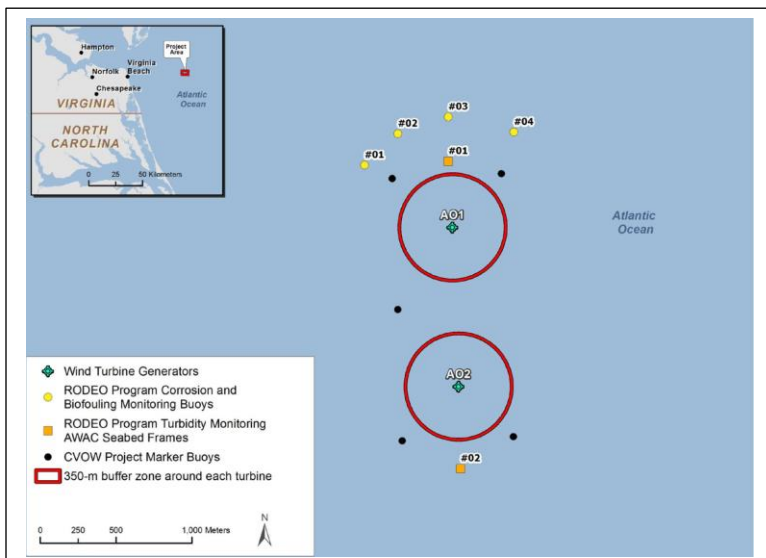 Hampton
Project
Area
Norfolk
Virginia
Beach
Chesapeake
Atlantic
Ocean
VIRGINIA
NORTH
CAROLINA
0 25 50 Kilometers
#03
#02
#04
#01
#01
AO1
Atlantic
Ocean
AO2
#02
Wind Turbine Generators
RODEO Program Corrosion and
Biofouling Monitoring Buoys
RODEO Program Turbidity Monitoring
AWAC Seabed Frames
CVOW Project Marker Buoys
350-m buffer zone around each turbine
0 250 500 1,000 Meters
N